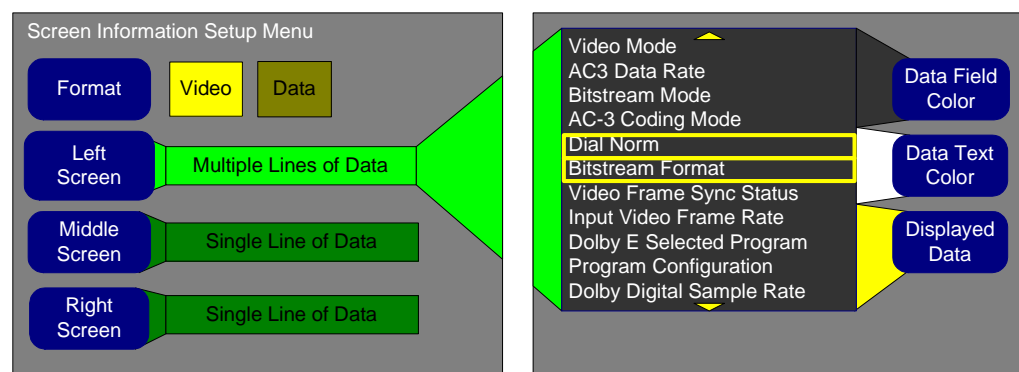 Screen Information Setup Menu
Format
Video
Data
Left
Screen
Multiple Lines of Data
Middle
Screen
Single Line of Data
Right
Screen
Single Line of Data
Video Mode
AC3 Data Rate
Bitstream Mode
AC-3 Coding Mode
Dial Norm
Bitstream Format
Video Frame Sync Status
Input Video Frame Rate
Dolby E Selected Program
Program Configuration
Dolby Digital Sample Rate
Data Field
Color
Data Text
Color
Displayed
Data